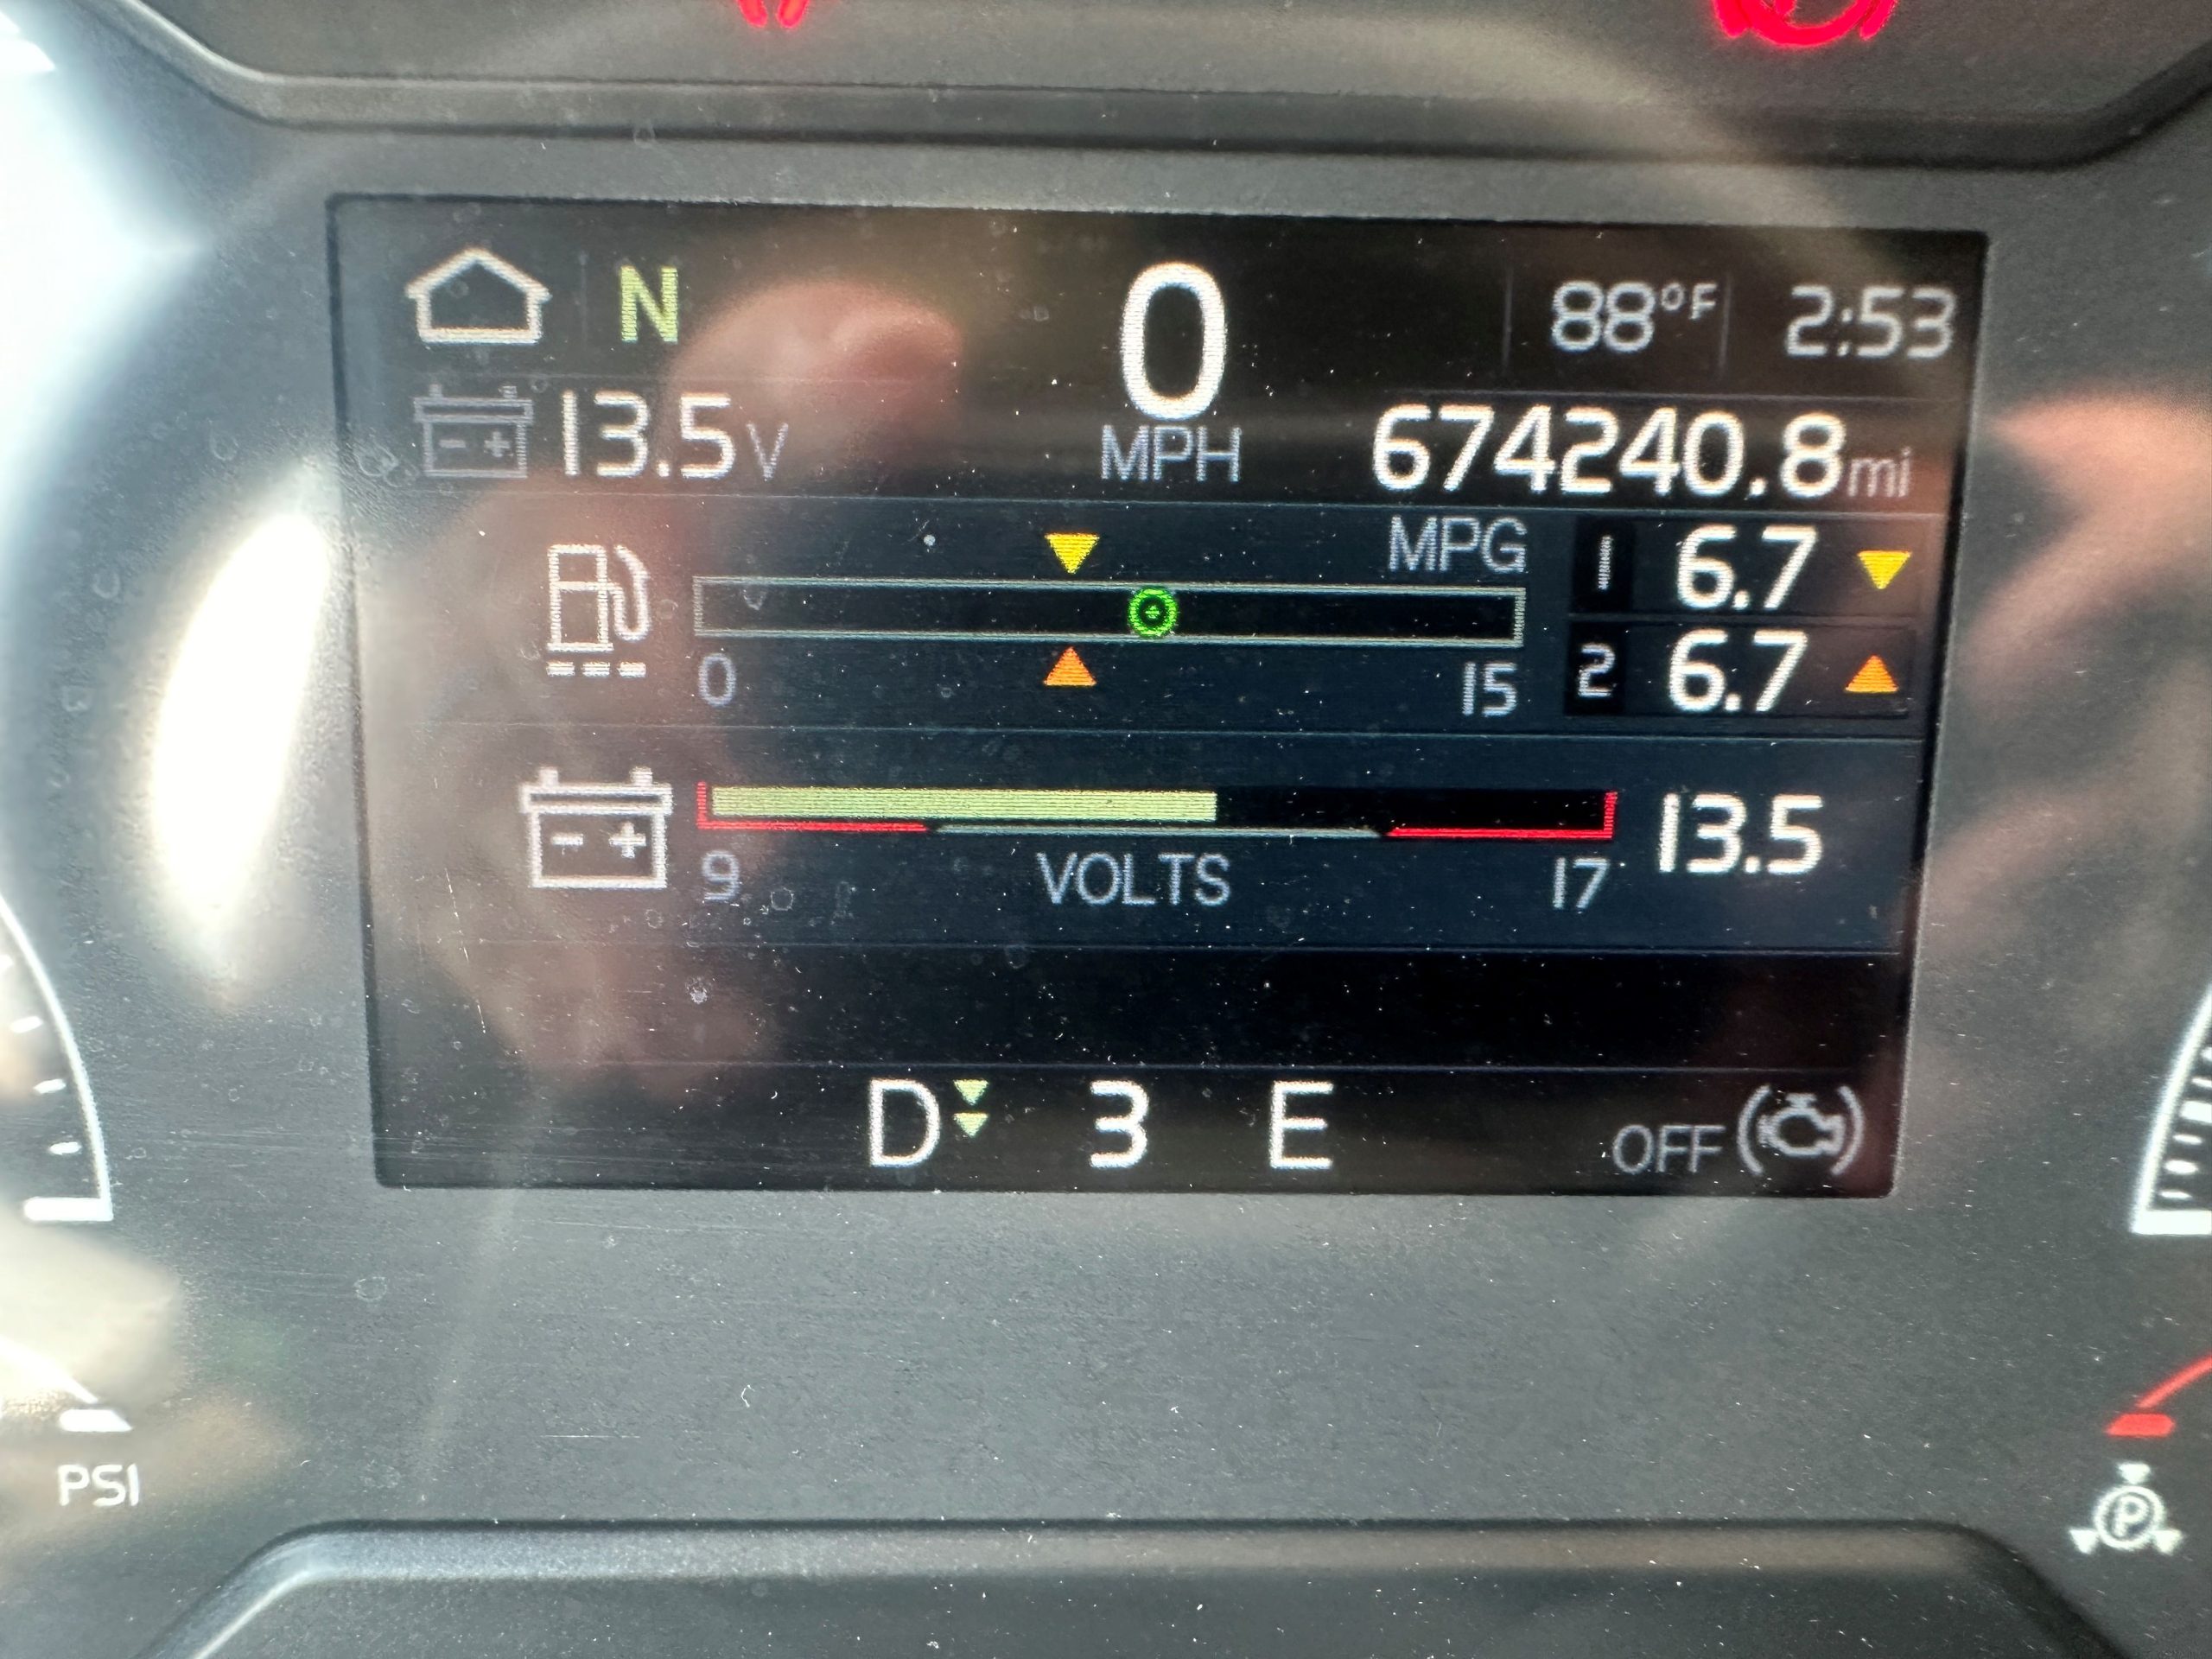 N 0 88°F 2:53
13.5V MPH 674240.8mi
MPG 1 6.7
0 15 2 6.7
- + 13.5
9 VOLTS 17
D 3 E OFF
PSI
P